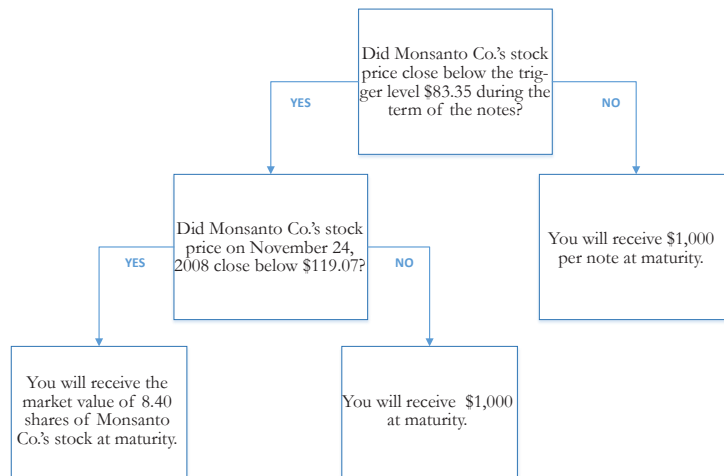 Did Monsanto Co.'s stock
price close below the trig-
ger level $83.35 during the
term of the notes?
YES
NO
Did Monsanto Co.'s stock
price on November 24,
2008 close below $119.07?
You will receive $1,000
per note at maturity.
YES
NO
You will receive the
market value of 8.40
shares of Monsanto
Co.'s stock at maturity.
You will receive $1,000
at maturity.